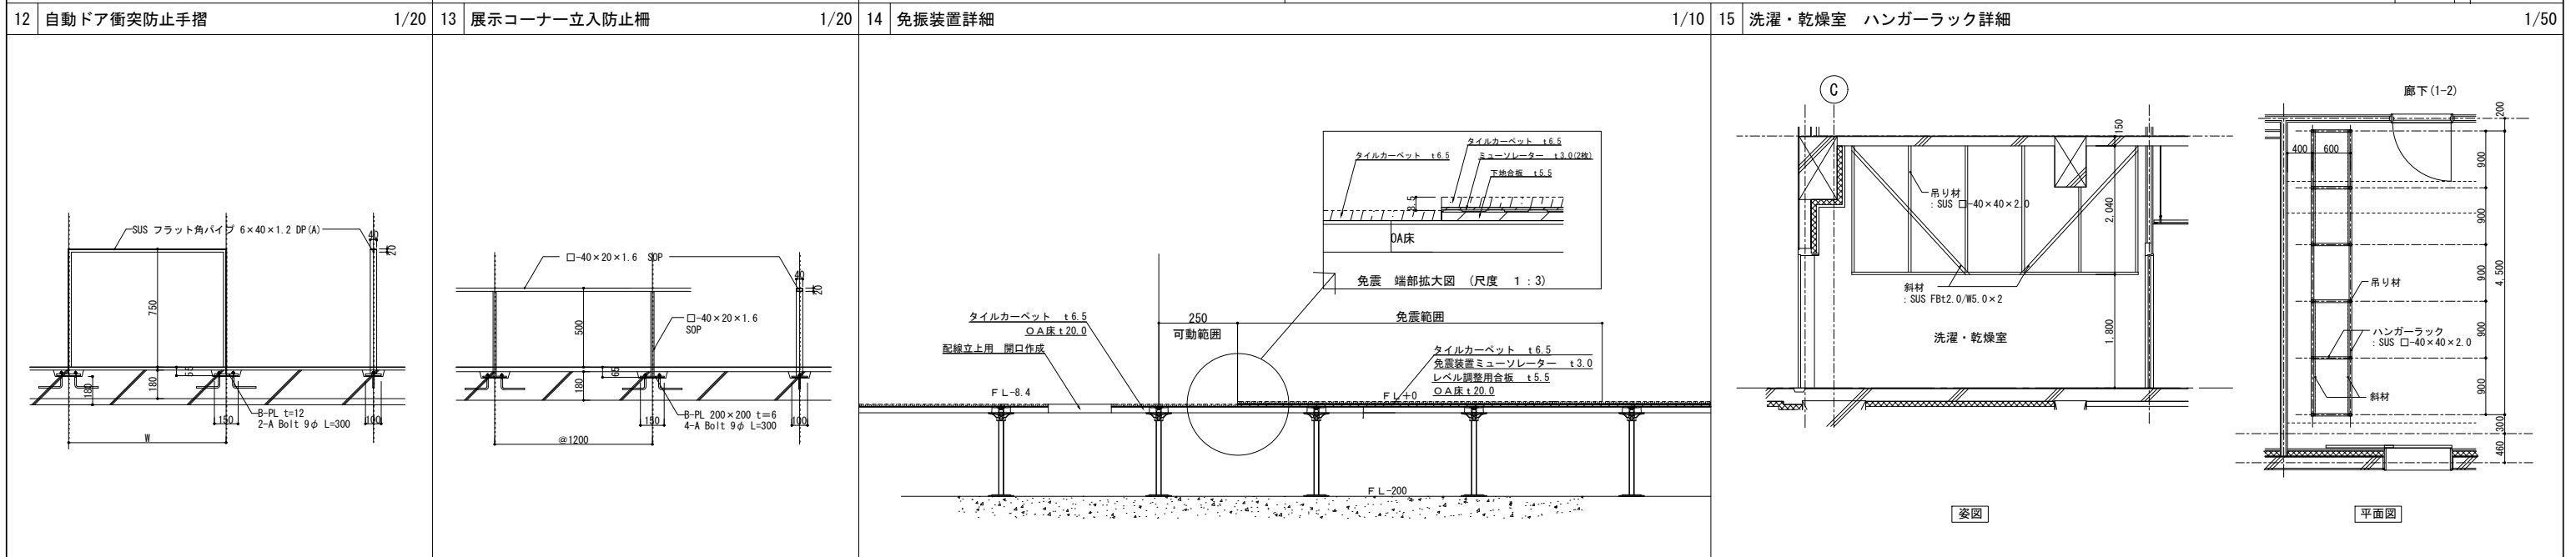 12 自動ドア衝突防止手摺 1/20
SUS フラット角パイプ 6×40×1.2 DP(A)
40
20
750
55
180
180
150
100
B-PL t=12
2-A Bolt 9φ L=300
W
13 展示コーナー立入防止柵 1/20
□-40×20×1.6 SOP
40
20
500
□-40×20×1.6
SOP
65
180
150
100
B-PL 200×200 t=6
4-A Bolt 9φ L=300
@1200
14 免振装置詳細 1/10
タイルカーペット t6.5
タイルカーペット t6.5
ミューソレーター t3.0(2枚)
下地合板 t5.5
8.5
OA床
免震 端部拡大図 (尺度 1:3)
タイルカーペット t6.5
OA床t20.0
配線立上用 開口作成
250
可動範囲
免震範囲
タイルカーペット t6.5
免震装置ミューソレーター t3.0
レベル調整用合板 t5.5
OA床t20.0
FL-8.4
FL+0
FL-200
15 洗濯・乾燥室 ハンガーラック詳細 1/50
C
150
吊り材
:SUS □-40×40×2.0
2,040
斜材
:SUS FBt2.0/W5.0×2
洗濯・乾燥室
1,800
姿図
廊下(1-2)
200
400
600
900
900
900
900
900
4,500
吊り材
ハンガーラック
:SUS □-40×40×2.0
斜材
300
460
平面図